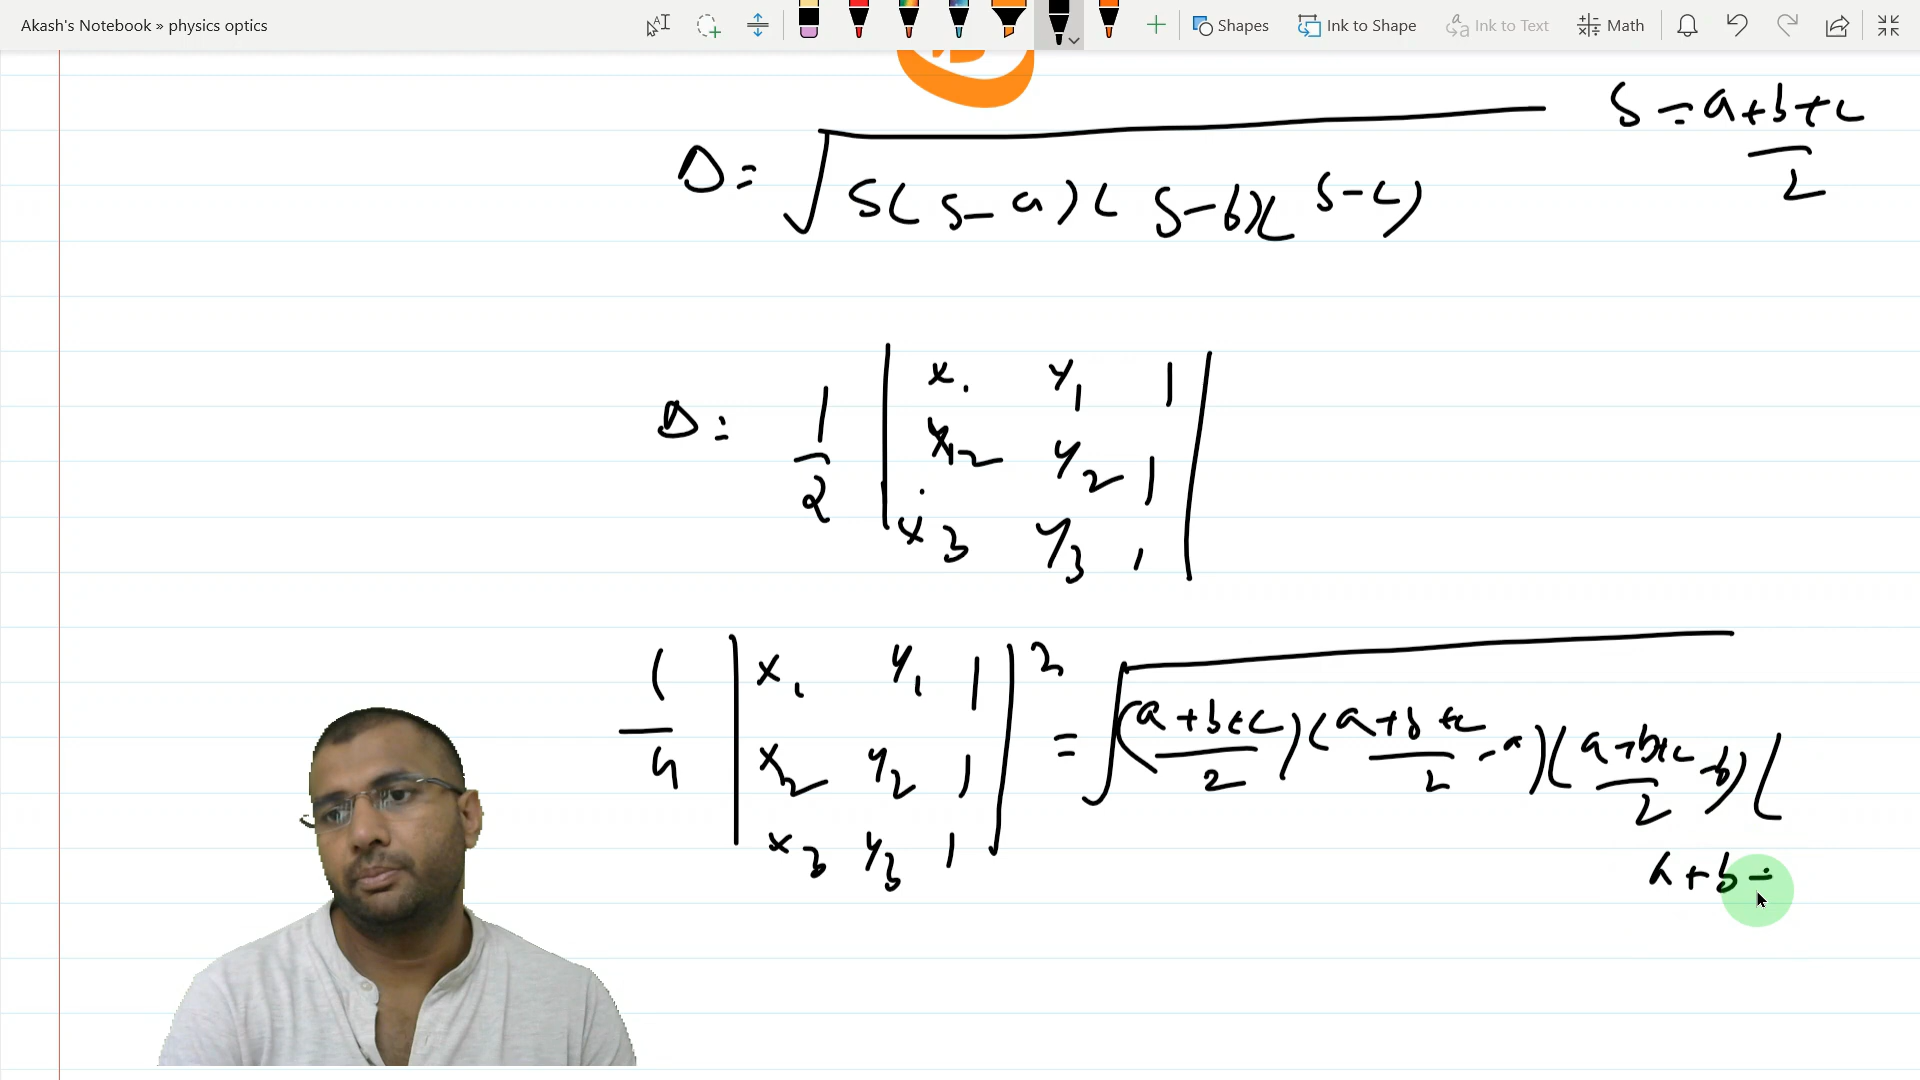 Akash's Notebook » physics optics
Shapes Ink to Shape Ink to Text Math
Δ = √ S(S-a)(S-b)(S-c)
S = a+b+c / 2
Δ = 1/2 | x1 y1 1
x2 y2 1
x3 y3 1 |
1/4 | x1 y1 1
x2 y2 1
x3 y3 1 |² = √ (a+b+c / 2)(a+b+c / 2 - a)(a+b+c / 2 - b)(
a+b